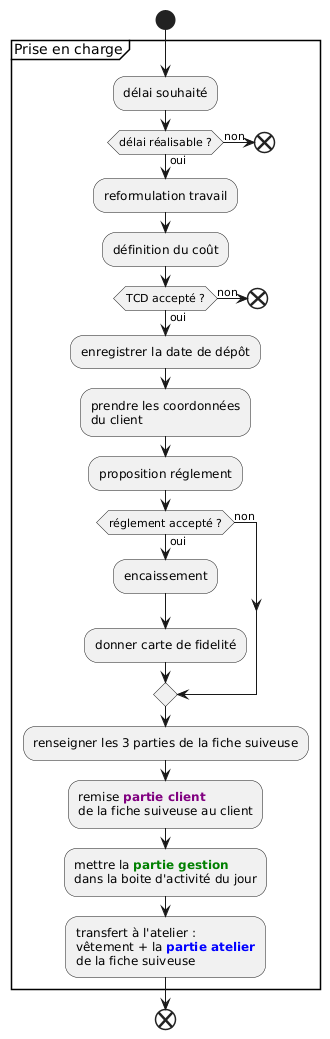 Prise en charge
délai souhaité
délai réalisable ?
non
oui
reformulation travail
définition du coût
TCD accepté ?
non
oui
enregistrer la date de dépôt
prendre les coordonnées
du client
proposition réglement
réglement accepté ?
non
oui
encaissement
donner carte de fidelité
renseigner les 3 parties de la fiche suiveuse
remise partie client
de la fiche suiveuse au client
mettre la partie gestion
dans la boite d'activité du jour
transfert à l'atelier :
vêtement + la partie atelier
de la fiche suiveuse